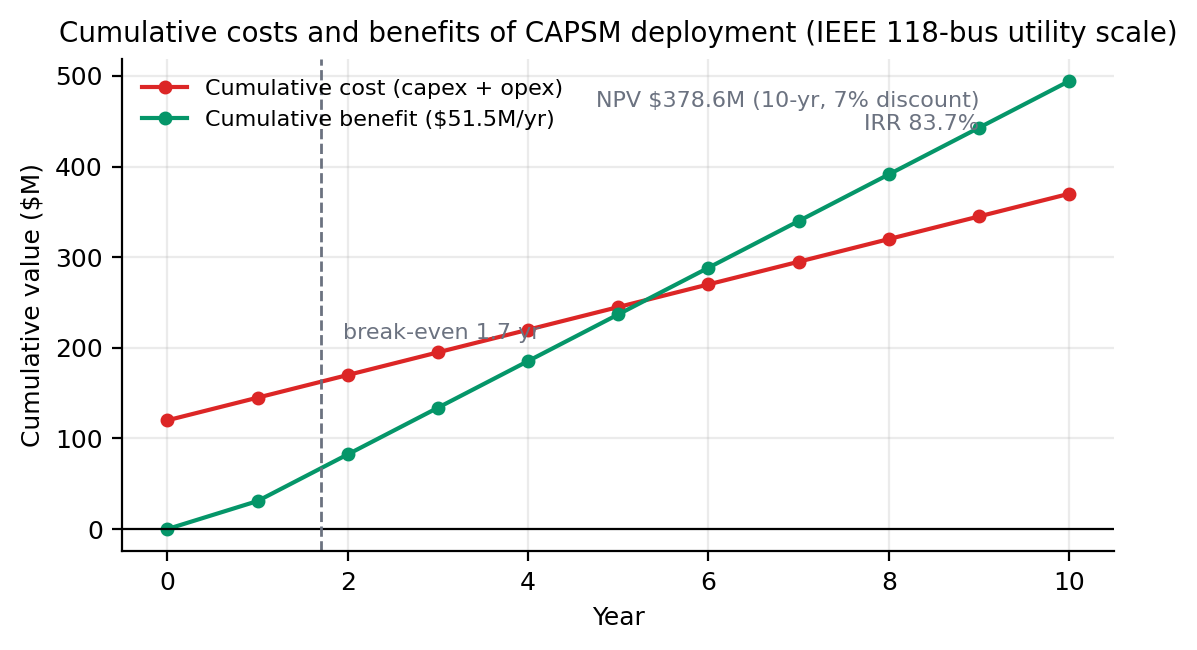 Cumulative costs and benefits of CAPSM deployment (IEEE 118-bus utility scale)
Cumulative cost (capex + opex)
Cumulative benefit ($51.5M/yr)
NPV $378.6M (10-yr, 7% discount)
IRR 83.7%
break-even 1.7 yr
Cumulative value ($M)
500
400
300
200
100
0
0 2 4 6 8 10
Year